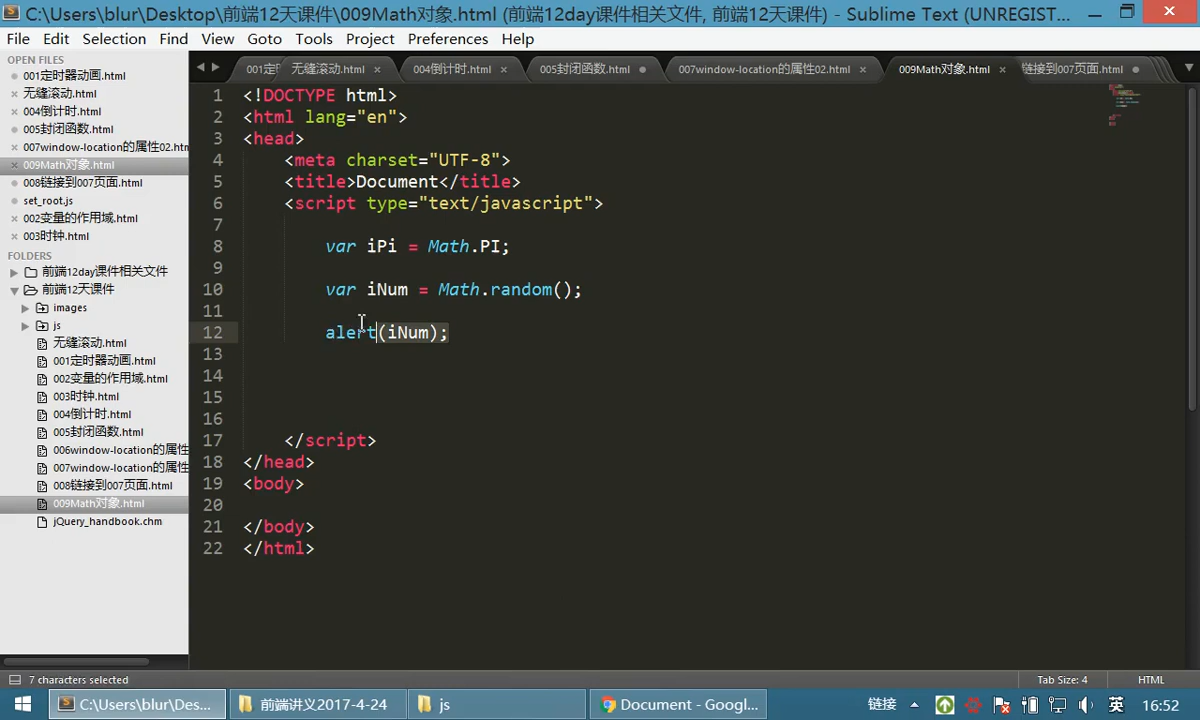 C:\Users\blur\Desktop\前端12天课件\009Math对象.html (前端12day课件相关文件, 前端12天课件) - Sublime Text (UNREGIST...
File Edit Selection Find View Goto Tools Project Preferences Help
OPEN FILES
001定时器动画.html
无缝滚动.html
004倒计时.html
005封闭函数.html
007window-location的属性02.htm
009Math对象.html
008链接到007页面.html
set_root.js
002变量的作用域.html
003时钟.html
FOLDERS
前端12day课件相关文件
前端12天课件
images
js
无缝滚动.html
001定时器动画.html
002变量的作用域.html
003时钟.html
004倒计时.html
005封闭函数.html
006window-location的属性
007window-location的属性
008链接到007页面.html
009Math对象.html
jQuery_handbook.chm
001定 无缝滚动.html 004倒计时.html 005封闭函数.html 007window-location的属性02.html 009Math对象.html 链接到007页面.html
1 <!DOCTYPE html>
2 <html lang="en">
3 <head>
4 <meta charset="UTF-8">
5 <title>Document</title>
6 <script type="text/javascript">
7
8 var iPi = Math.PI;
9
10 var iNum = Math.random();
11
12 alert(iNum);
13
14
15
16
17 </script>
18 </head>
19 <body>
20
21 </body>
22 </html>
7 characters selected Tab Size: 4 HTML
C:\Users\blur\Des... 前端讲义2017-4-24 js Document - Googl... 链接 英 16:52